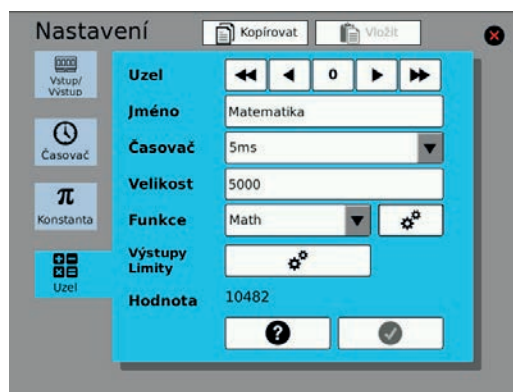 Nastavení
Kopírovat
Vložit
Vstup/
Výstup
Časovač
π
Konstanta
Uzel
Uzel
0
Jméno
Matematika
Časovač
5ms
Velikost
5000
Funkce
Math
Výstupy
Limity
Hodnota
10482
?